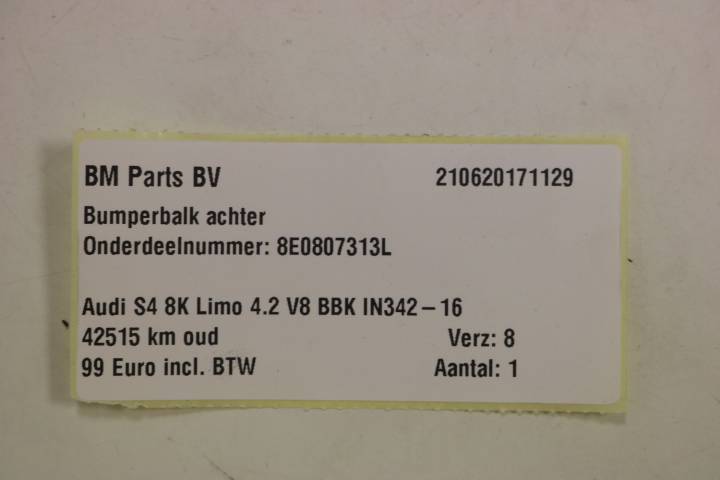 BM Parts BV 210620171129
Bumperbalk achter
Onderdeelnummer: 8E0807313L
Audi S4 8K Limo 4.2 V8 BBK IN342-16
42515 km oud Verz: 8
99 Euro incl. BTW Aantal: 1